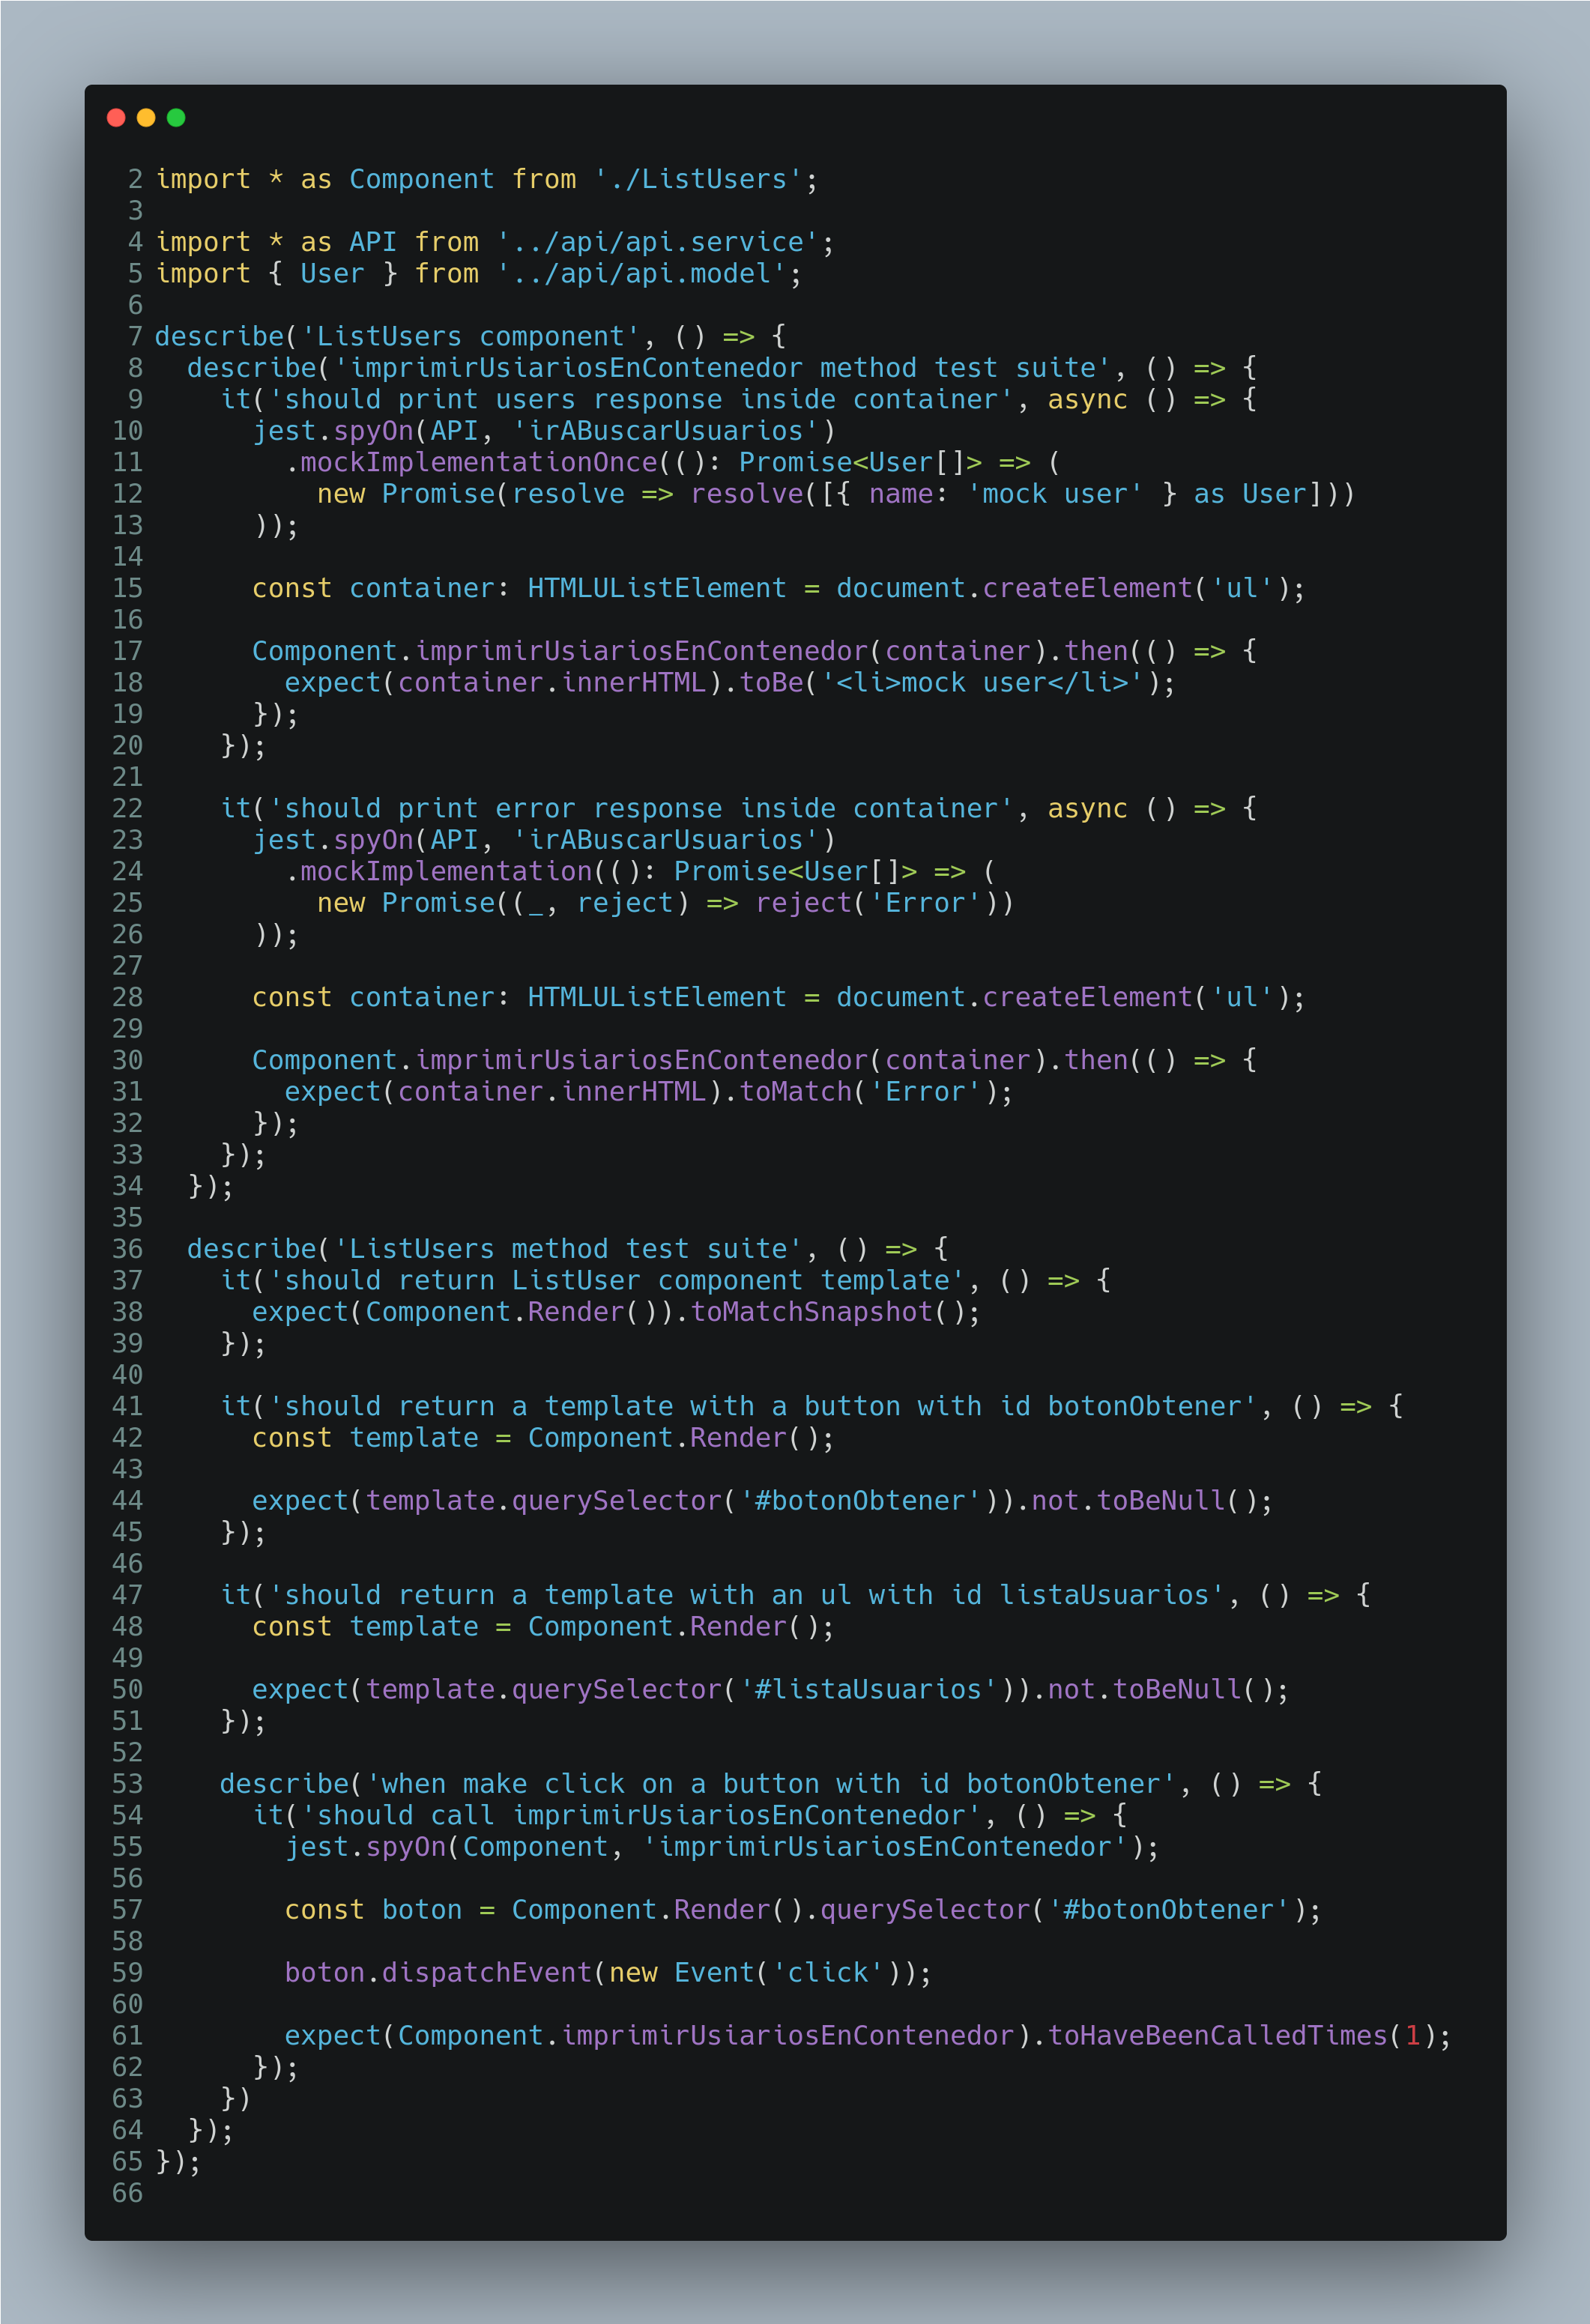 2 import * as Component from './ListUsers';
3
4 import * as API from '../api/api.service';
5 import { User } from '../api/api.model';
6
7 describe('ListUsers component', () => {
8   describe('imprimirUsiariosEnContenedor method test suite', () => {
9     it('should print users response inside container', async () => {
10       jest.spyOn(API, 'irABuscarUsuarios')
11         .mockImplementationOnce((): Promise<User[]> => (
12           new Promise(resolve => resolve([{ name: 'mock user' } as User]))
13       ));
14
15       const container: HTMLUListElement = document.createElement('ul');
16
17       Component.imprimirUsiariosEnContenedor(container).then(() => {
18         expect(container.innerHTML).toBe('<li>mock user</li>');
19       });
20     });
21
22     it('should print error response inside container', async () => {
23       jest.spyOn(API, 'irABuscarUsuarios')
24         .mockImplementation((): Promise<User[]> => (
25           new Promise((_, reject) => reject('Error'))
26       ));
27
28       const container: HTMLUListElement = document.createElement('ul');
29
30       Component.imprimirUsiariosEnContenedor(container).then(() => {
31         expect(container.innerHTML).toMatch('Error');
32       });
33     });
34   });
35
36   describe('ListUsers method test suite', () => {
37     it('should return ListUser component template', () => {
38       expect(Component.Render()).toMatchSnapshot();
39     });
40
41     it('should return a template with a button with id botonObtener', () => {
42       const template = Component.Render();
43
44       expect(template.querySelector('#botonObtener')).not.toBeNull();
45     });
46
47     it('should return a template with an ul with id listaUsuarios', () => {
48       const template = Component.Render();
49
50       expect(template.querySelector('#listaUsuarios')).not.toBeNull();
51     });
52
53     describe('when make click on a button with id botonObtener', () => {
54       it('should call imprimirUsiariosEnContenedor', () => {
55         jest.spyOn(Component, 'imprimirUsiariosEnContenedor');
56
57         const boton = Component.Render().querySelector('#botonObtener');
58
59         boton.dispatchEvent(new Event('click'));
60
61         expect(Component.imprimirUsiariosEnContenedor).toHaveBeenCalledTimes(1);
62       });
63     })
64   });
65 });
66